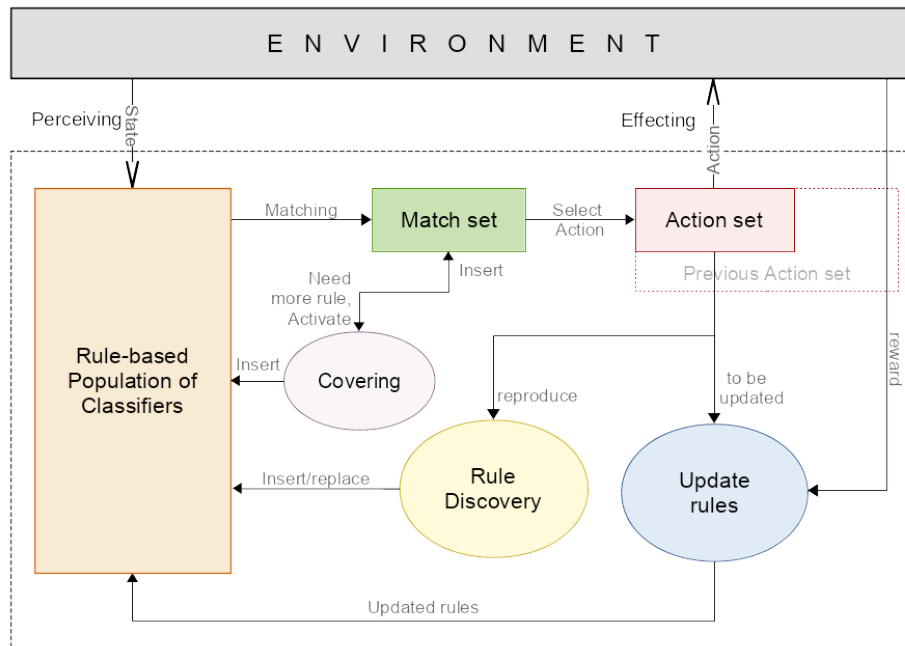 E N V I R O N M E N T
Perceiving
State
Effecting
Action
reward
Matching
Match set
Select
Action
Action set
Previous Action set
Need
more rule,
Activate
Insert
Rule-based
Population of
Classifiers
Insert
Covering
reproduce
to be
updated
Insert/replace
Rule
Discovery
Update
rules
Updated rules